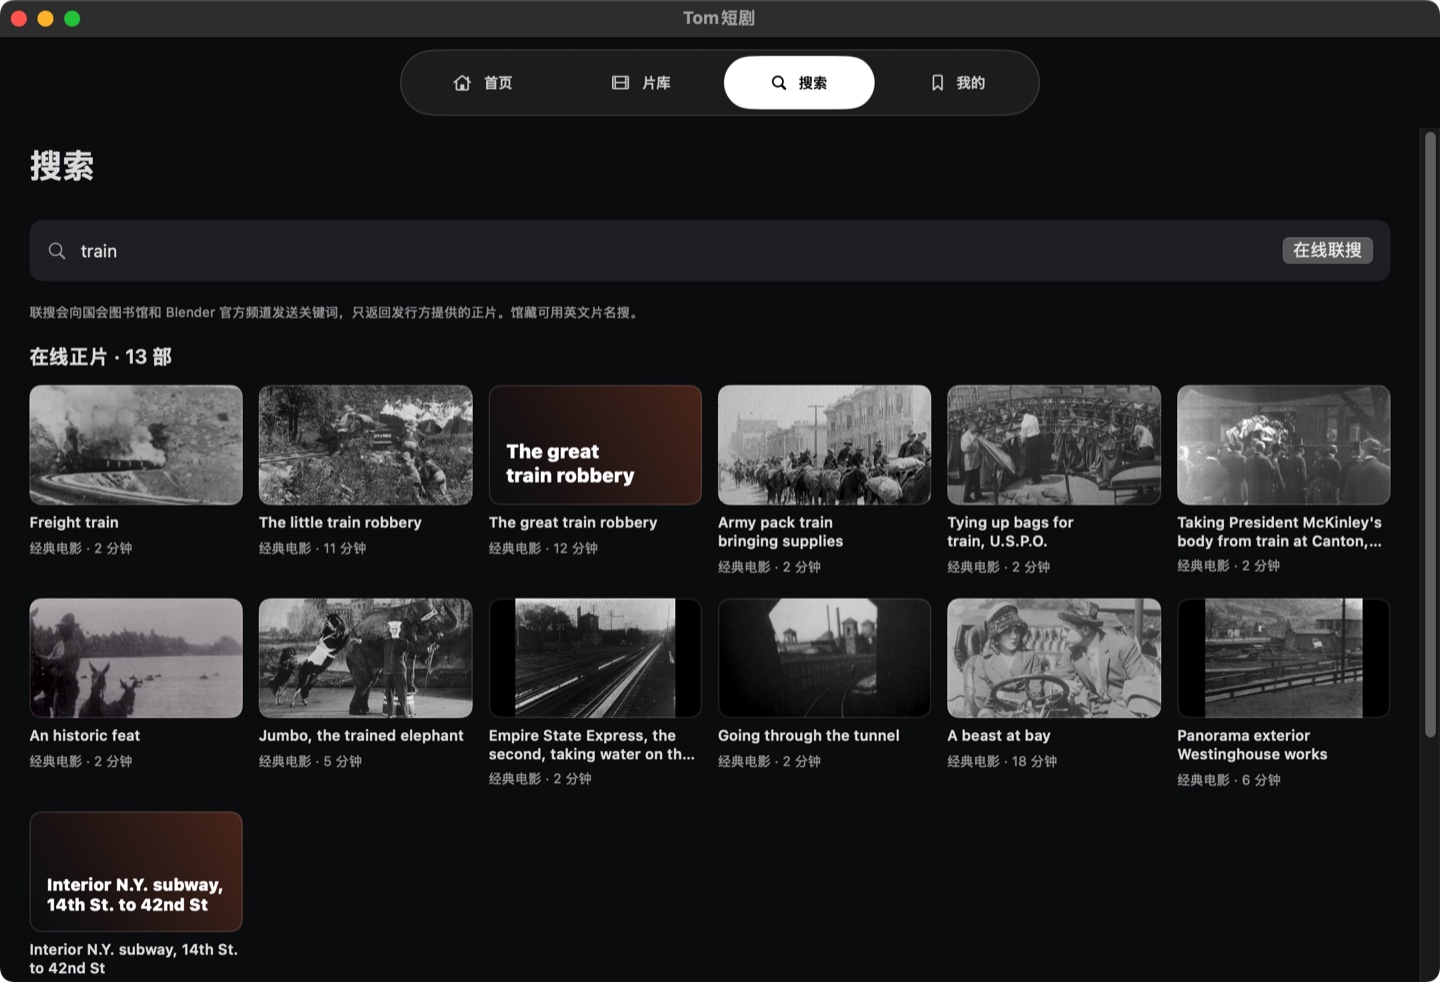 Tom短剧
首页
片库
搜索
我的
搜索
train
在线联搜
联搜会向国会图书馆和 Blender 官方频道发送关键词，只返回发行方提供的正片。馆藏可用英文片名搜。
在线正片 · 13 部
The great
train robbery
Freight train
经典电影 · 2 分钟
The little train robbery
经典电影 · 11 分钟
The great train robbery
经典电影 · 12 分钟
Army pack train
bringing supplies
经典电影 · 2 分钟
Tying up bags for
train, U.S.P.O.
经典电影 · 2 分钟
Taking President McKinley's
body from train at Canton,...
经典电影 · 2 分钟
An historic feat
经典电影 · 2 分钟
Jumbo, the trained elephant
经典电影 · 5 分钟
Empire State Express, the
second, taking water on th...
经典电影 · 2 分钟
Going through the tunnel
经典电影 · 2 分钟
A beast at bay
经典电影 · 18 分钟
Panorama exterior
Westinghouse works
经典电影 · 6 分钟
Interior N.Y. subway,
14th St. to 42nd St
Interior N.Y. subway, 14th St.
to 42nd St